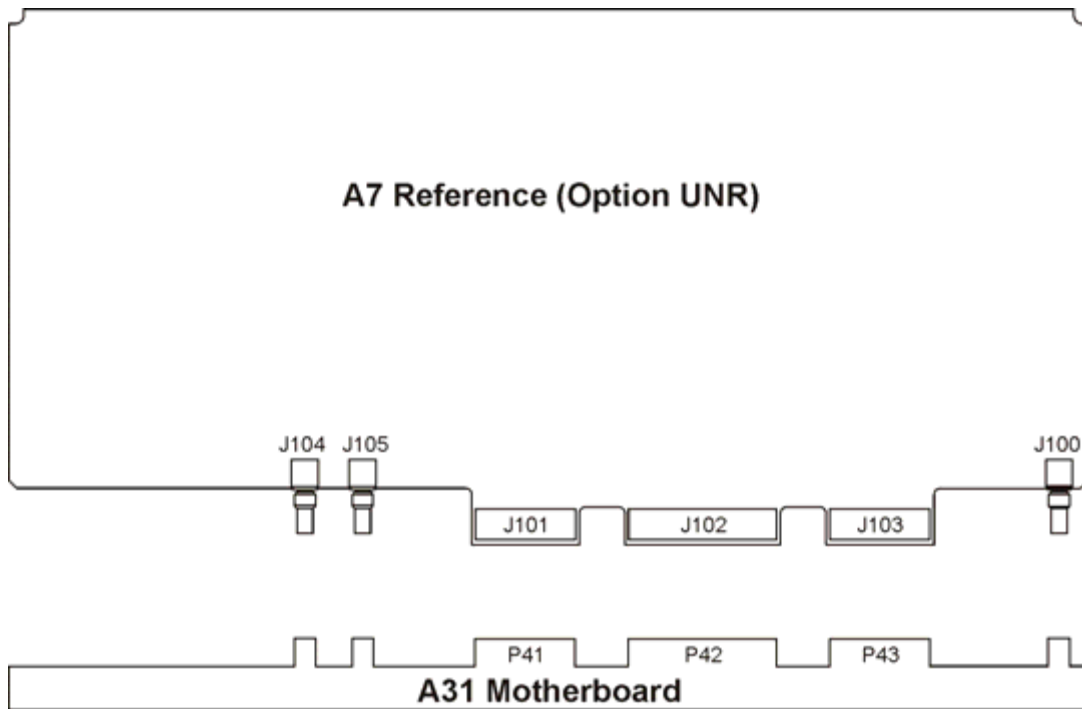 A7 Reference (Option UNR)
J104 J105 J100
J101 J102 J103
P41 P42 P43
A31 Motherboard